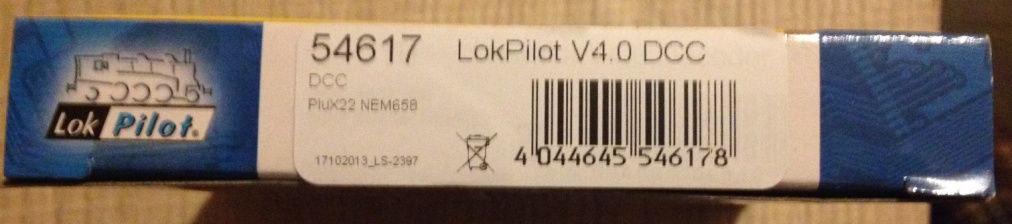 54617 LokPilot V4.0 DCC
DCC
PluX22 NEM658
17102013_LS-2397
4 044645 546178
Lok Pilot®